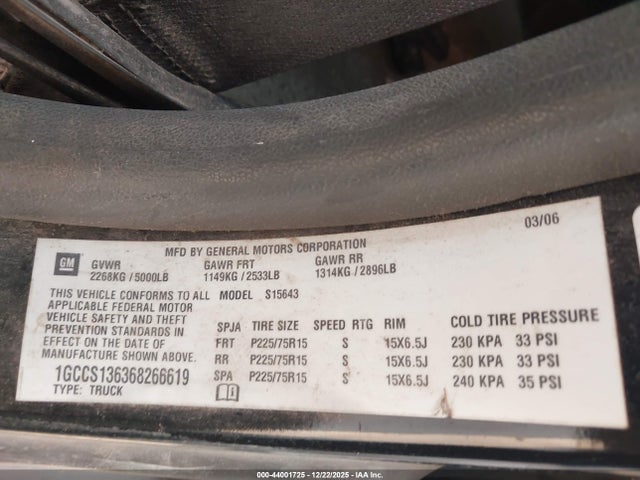 03/06
MFD BY GENERAL MOTORS CORPORATION
GM GVWR GAWR FRT GAWR RR
2268KG / 5000LB 1149KG / 2533LB 1314KG / 2896LB
THIS VEHICLE CONFORMS TO ALL MODEL S15643
APPLICABLE FEDERAL MOTOR
VEHICLE SAFETY AND THEFT
PREVENTION STANDARDS IN
EFFECT ON THE DATE OF
MANUFACTURE SHOWN ABOVE.
1GCCS136368266619
TYPE: TRUCK
SPJA TIRE SIZE SPEED RTG RIM COLD TIRE PRESSURE
FRT P225/75R15 S 15X6.5J 230 KPA 33 PSI
RR P225/75R15 S 15X6.5J 230 KPA 33 PSI
SPA P225/75R15 S 15X6.5J 240 KPA 35 PSI
000-44001725 - 12/22/2025 - IAA Inc.